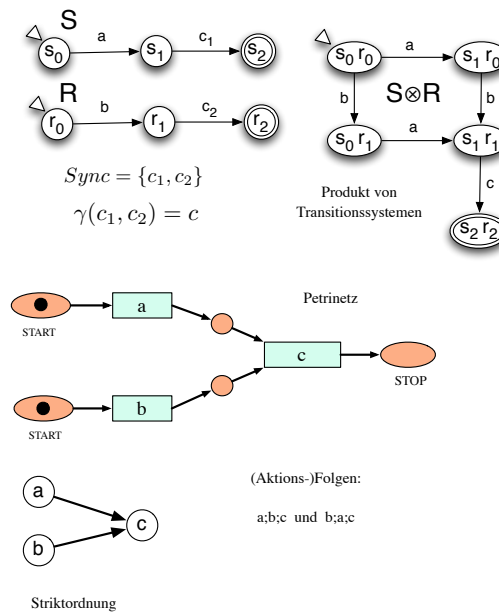 S
s0 a s1 c1 s2
R
r0 b r1 c2 r2
Sync = {c1, c2}
γ(c1, c2) = c
s0 r0 a s1 r0
b S⊗R b
s0 r1 a s1 r1
c
s2 r2
Produkt von
Transitionssystemen
Petrinetz
a
START
c
STOP
b
START
a
c
b
Striktordnung
(Aktions-)Folgen:
a;b;c und b;a;c